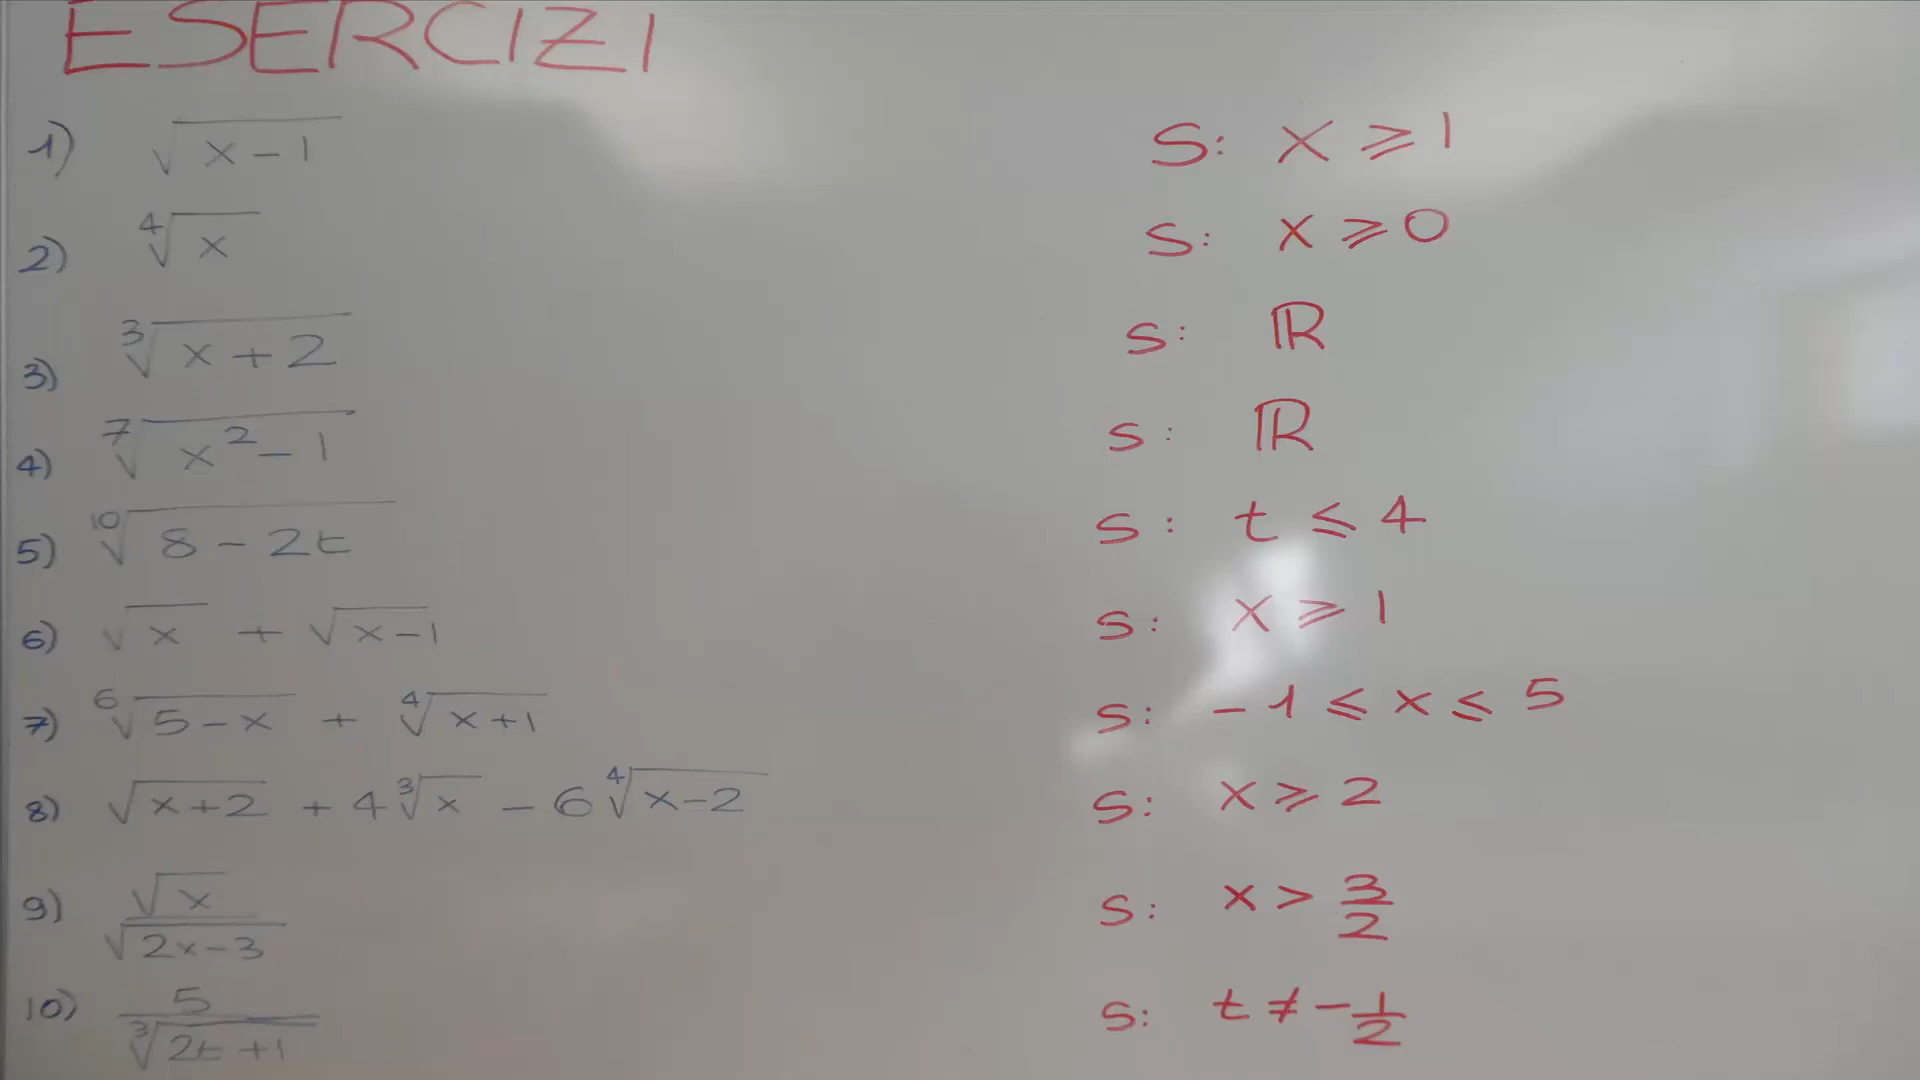 ESERCIZI
1) √(x-1) S: x ⩾ 1
2) ⁴√x S: x ⩾ 0
3) ³√(x+2) S: ℝ
4) ⁷√(x²-1) S: ℝ
5) ¹⁰√(8-2t) S: t ⩽ 4
6) √x + √(x-1) S: x ⩾ 1
7) ⁶√(5-x) + ⁴√(x+1) S: -1 ⩽ x ⩽ 5
8) √(x+2) + 4 ³√x - 6 ⁴√(x-2) S: x ⩾ 2
9) √x / √(2x-3) S: x > 3/2
10) 5 / ³√(2t+1) S: t ≠ -1/2